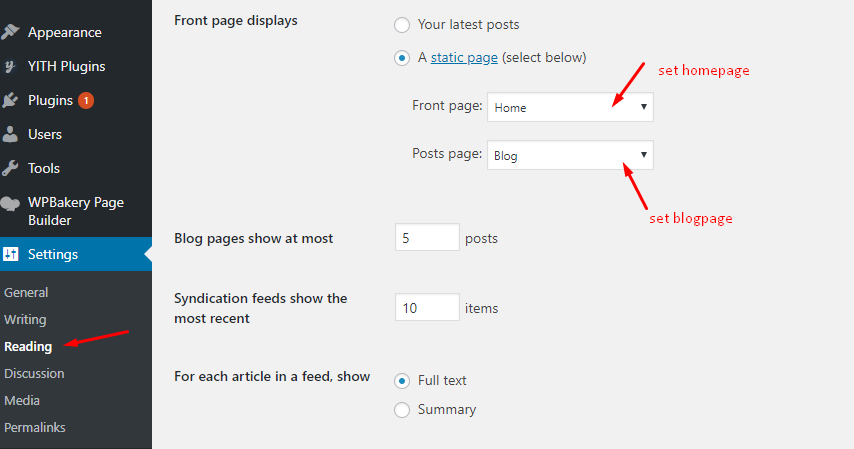 Appearance
YITH Plugins
Plugins 1
Users
Tools
WPBakery Page
Builder
Settings
General
Writing
Reading
Discussion
Media
Permalinks
Front page displays
Your latest posts
A static page (select below)
set homepage
Front page: Home
Posts page: Blog
set blogpage
Blog pages show at most 5 posts
Syndication feeds show the
most recent
10 items
For each article in a feed, show
Full text
Summary